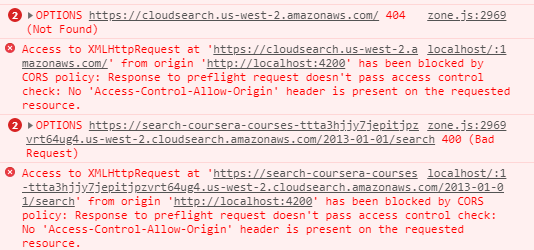 2 ▶OPTIONS https://cloudsearch.us-west-2.amazonaws.com/ 404 zone.js:2969
(Not Found)
Access to XMLHttpRequest at 'https://cloudsearch.us-west-2.a localhost/:1
mazonaws.com/' from origin 'http://localhost:4200' has been blocked by
CORS policy: Response to preflight request doesn't pass access control
check: No 'Access-Control-Allow-Origin' header is present on the requested
resource.
2 ▶OPTIONS https://search-coursera-courses-ttta3hjjy7jepitjpz zone.js:2969
vrt64ug4.us-west-2.cloudsearch.amazonaws.com/2013-01-01/search 400 (Bad
Request)
Access to XMLHttpRequest at 'https://search-coursera-courses localhost/:1
-ttta3hjjy7jepitjpzvrt64ug4.us-west-2.cloudsearch.amazonaws.com/2013-01-0
1/search' from origin 'http://localhost:4200' has been blocked by CORS
policy: Response to preflight request doesn't pass access control check:
No 'Access-Control-Allow-Origin' header is present on the requested
resource.